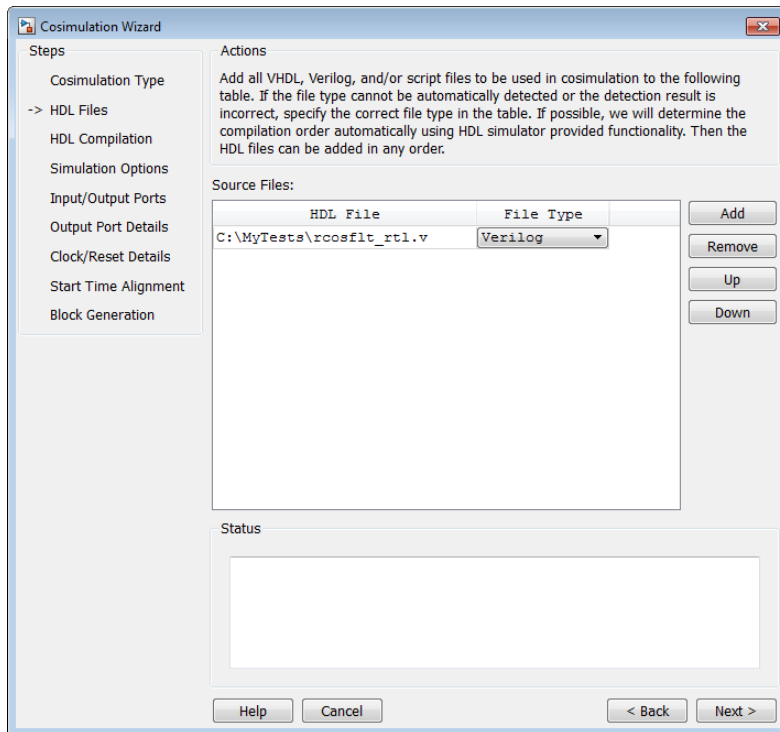 Cosimulation Wizard
Steps
Cosimulation Type
-> HDL Files
HDL Compilation
Simulation Options
Input/Output Ports
Output Port Details
Clock/Reset Details
Start Time Alignment
Block Generation
Actions
Add all VHDL, Verilog, and/or script files to be used in cosimulation to the following
table. If the file type cannot be automatically detected or the detection result is
incorrect, specify the correct file type in the table. If possible, we will determine the
compilation order automatically using HDL simulator provided functionality. Then the
HDL files can be added in any order.
Source Files:
HDL File File Type
C:\MyTests\rcosflt_rtl.v Verilog
Add
Remove
Up
Down
Status
Help Cancel < Back Next >